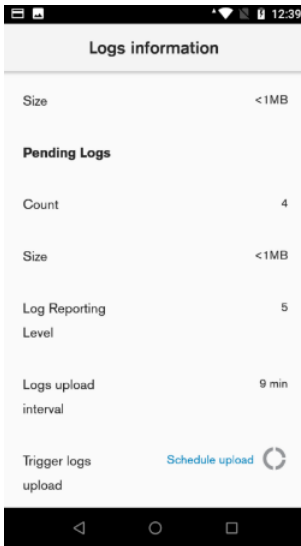 12:39
Logs information
Size <1MB
Pending Logs
Count 4
Size <1MB
Log Reporting 5
Level
Logs upload 9 min
interval
Trigger logs Schedule upload
upload